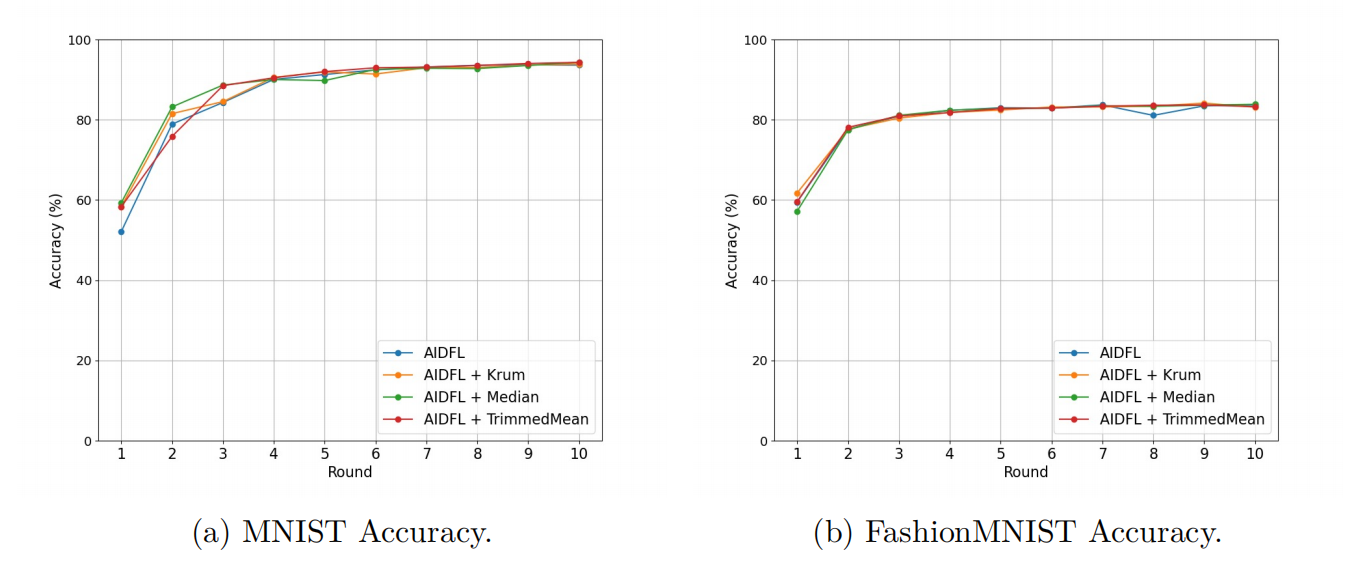 100
80
60
40
20
0
Accuracy (%)
AIDFL
AIDFL + Krum
AIDFL + Median
AIDFL + TrimmedMean
1 2 3 4 5 6 7 8 9 10
Round
(a) MNIST Accuracy.
100
80
60
40
20
0
Accuracy (%)
AIDFL
AIDFL + Krum
AIDFL + Median
AIDFL + TrimmedMean
1 2 3 4 5 6 7 8 9 10
Round
(b) FashionMNIST Accuracy.